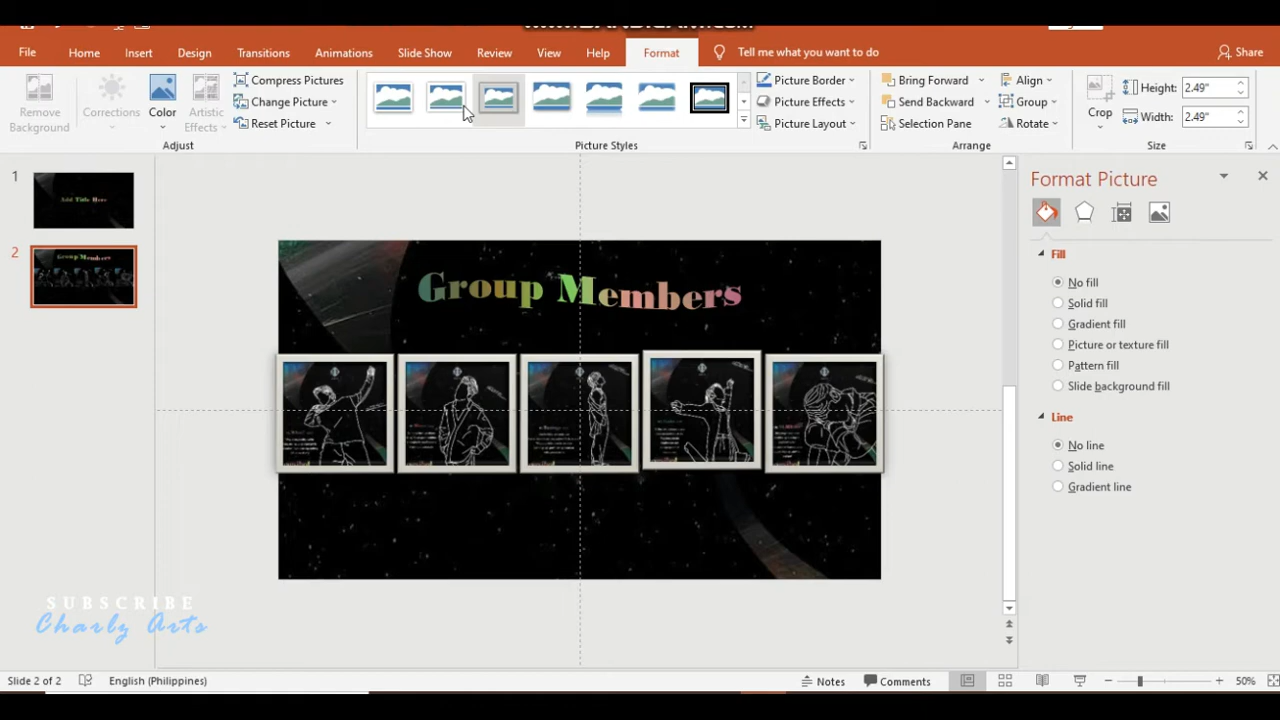 File Home Insert Design Transitions Animations Slide Show Review View Help Format Tell me what you want to do Share
Remove Background
Corrections
Color
Artistic Effects
Compress Pictures
Change Picture
Reset Picture
Picture Border
Picture Effects
Picture Layout
Bring Forward
Send Backward
Selection Pane
Align
Group
Rotate
Crop
Height: 2.49"
Width: 2.49"
Adjust Picture Styles Arrange Size
1
Add Title Here
2
Group Members
Group Members
Format Picture
Fill
No fill
Solid fill
Gradient fill
Picture or texture fill
Pattern fill
Slide background fill
Line
No line
Solid line
Gradient line
SUBSCRIBE
Charly Arts
Slide 2 of 2 English (Philippines) Notes Comments 50%